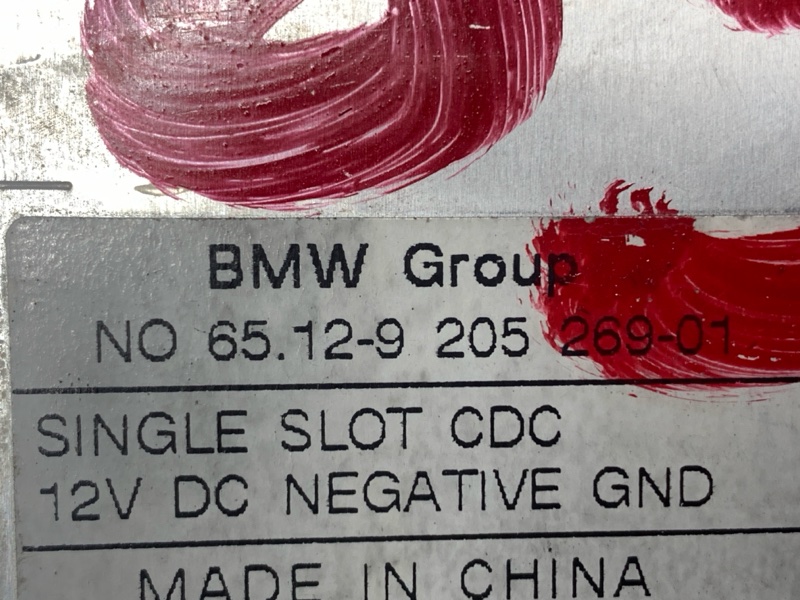 BMW Group
NO 65.12-9 205 269-01
SINGLE SLOT CDC
12V DC NEGATIVE GND
MADE IN CHINA